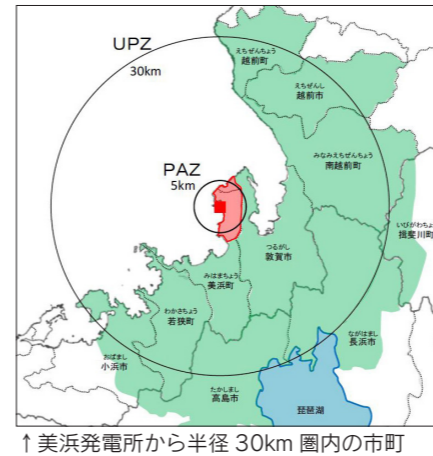 UPZ
30km
えちぜんちょう
越前町
えちぜんし
越前市
PAZ
5km
みなみえちぜんちょう
南越前町
いびがわちょう
揖斐川町
つるがし
敦賀市
みはまちょう
美浜町
わかさちょう
若狭町
ながはまし
長浜市
おばまし
小浜市
たかしまし
高島市
琵琶湖
↑美浜発電所から半径 30km 圏内の市町